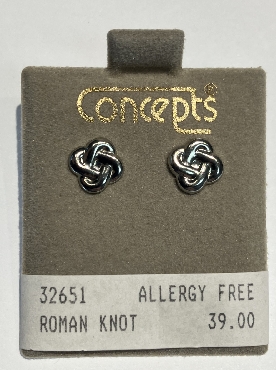 Concepts®
32651 ALLERGY FREE
ROMAN KNOT 39.00